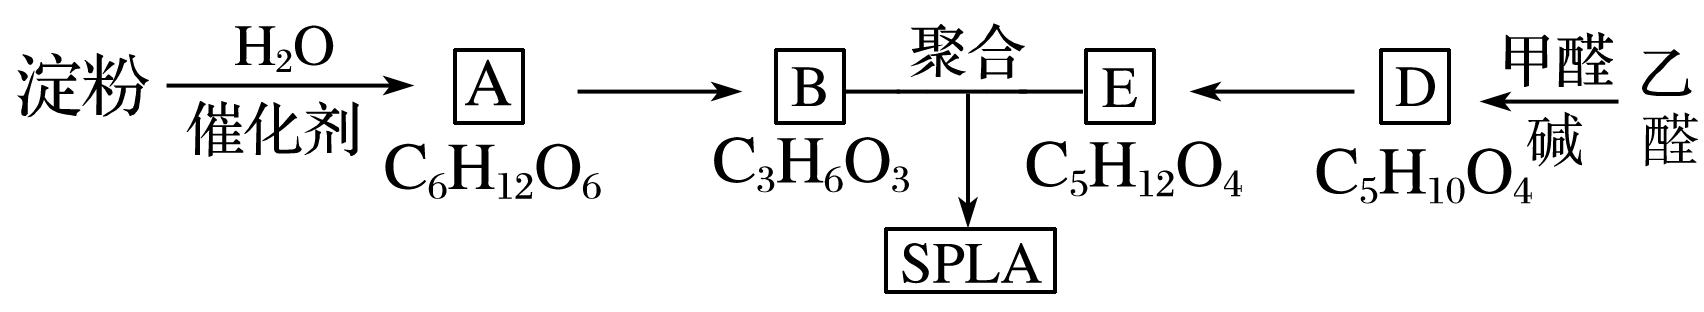 淀粉 H₂O 催化剂 A B 聚合 E D 甲醛 碱 乙醛
C₆H₁₂O₆ C₃H₆O₃ C₅H₁₂O₄ C₅H₁₀O₄
SPLA